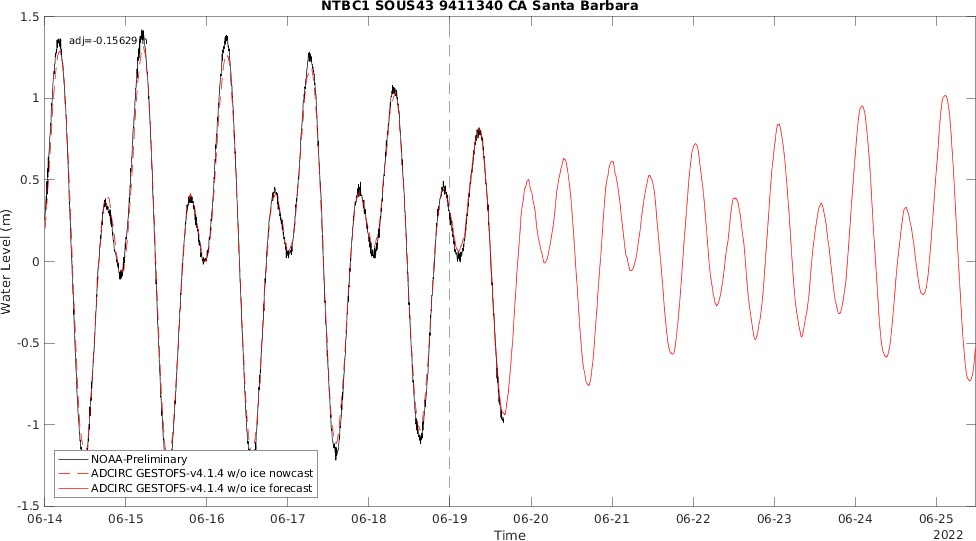 NTBC1 SOUS43 9411340 CA Santa Barbara
1.5
adj=-0.15629 m
1
0.5
0
-0.5
-1
-1.5
Water Level (m)
NOAA-Preliminary
ADCIRC GESTOFS-v4.1.4 w/o ice nowcast
ADCIRC GESTOFS-v4.1.4 w/o ice forecast
06-14 06-15 06-16 06-17 06-18 06-19 06-20 06-21 06-22 06-23 06-24 06-25
Time
2022